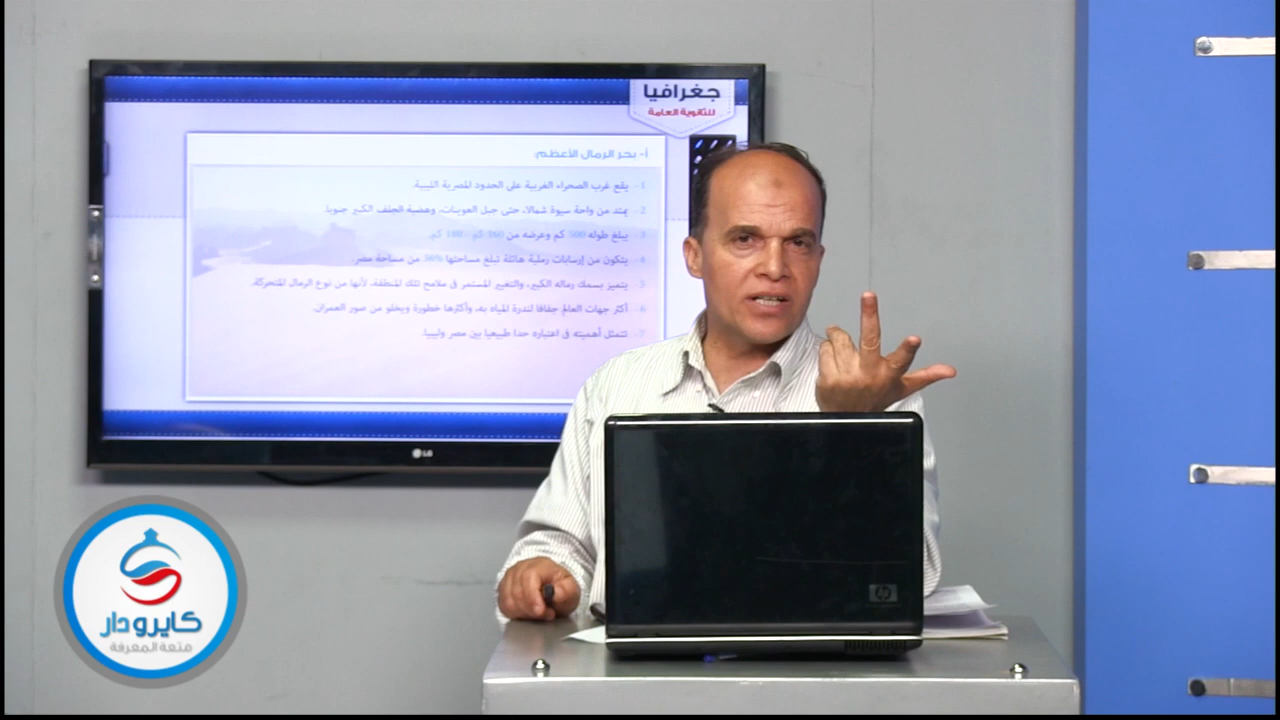 جغرافيا
للثانوية العامة
أ- بحر الرمال الأعظم:
1- يقع غرب الصحراء الغربية على الحدود المصرية الليبية.
2- يمتد من واحة سيوة شمالا، حتى جبل العوينات، وهضبة الجلف الكبير جنوبا.
3- يبلغ طوله 500 كم وعرضه من 160 كم - 180 كم.
4- يتكون من إرسابات رملية هائلة تبلغ مساحتها من مساحة مصر
5- يتميز بسمك رماله الكبير، والتغيير المستمر في ملامح تلك المنطقة، لأنها من نوع الرمال المتحركة.
6- أكثر جهات العالم جفافا لندرة المياه به، وأكثرها خطورة ويخلو من صور العمران.
7- تتمثل أهميته في اعتباره حدا طبيعيا بين مصر وليبيا.
LG
hp
كايرو دار
متعة المعرفة